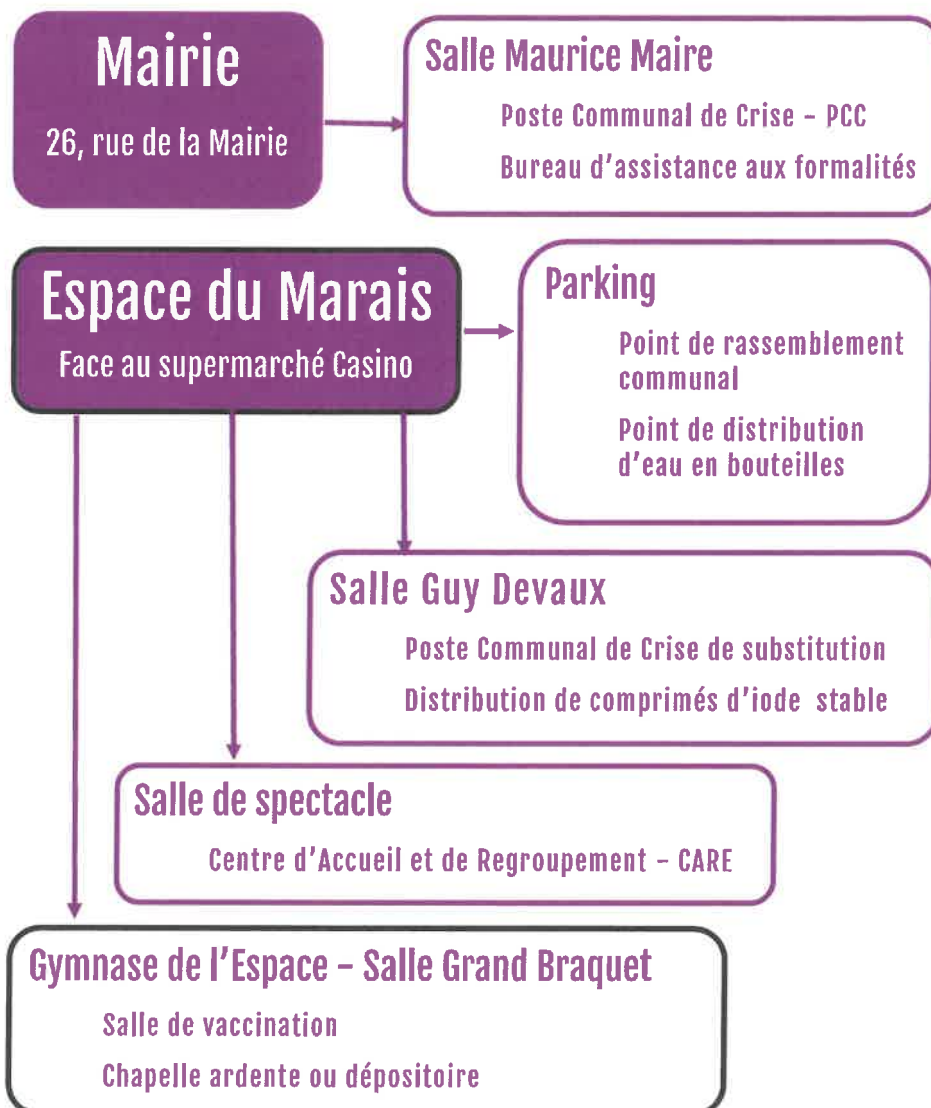 Mairie
26, rue de la Mairie
Salle Maurice Maire
Poste Communal de Crise – PCC
Bureau d'assistance aux formalités
Espace du Marais
Face au supermarché Casino
Parking
Point de rassemblement
communal
Point de distribution
d'eau en bouteilles
Salle Guy Devaux
Poste Communal de Crise de substitution
Distribution de comprimés d'iode stable
Salle de spectacle
Centre d'Accueil et de Regroupement – CARE
Gymnase de l'Espace – Salle Grand Braquet
Salle de vaccination
Chapelle ardente ou dépositoire